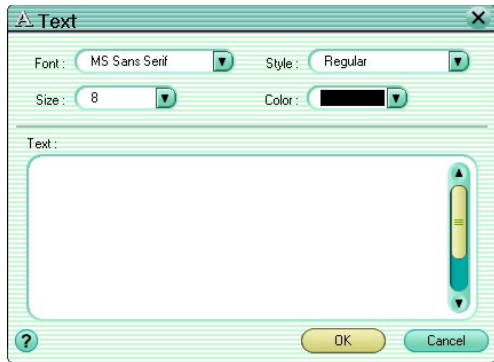 A Text
Font : MS Sans Serif Style : Regular
Size : 8 Color :
Text :
? OK Cancel